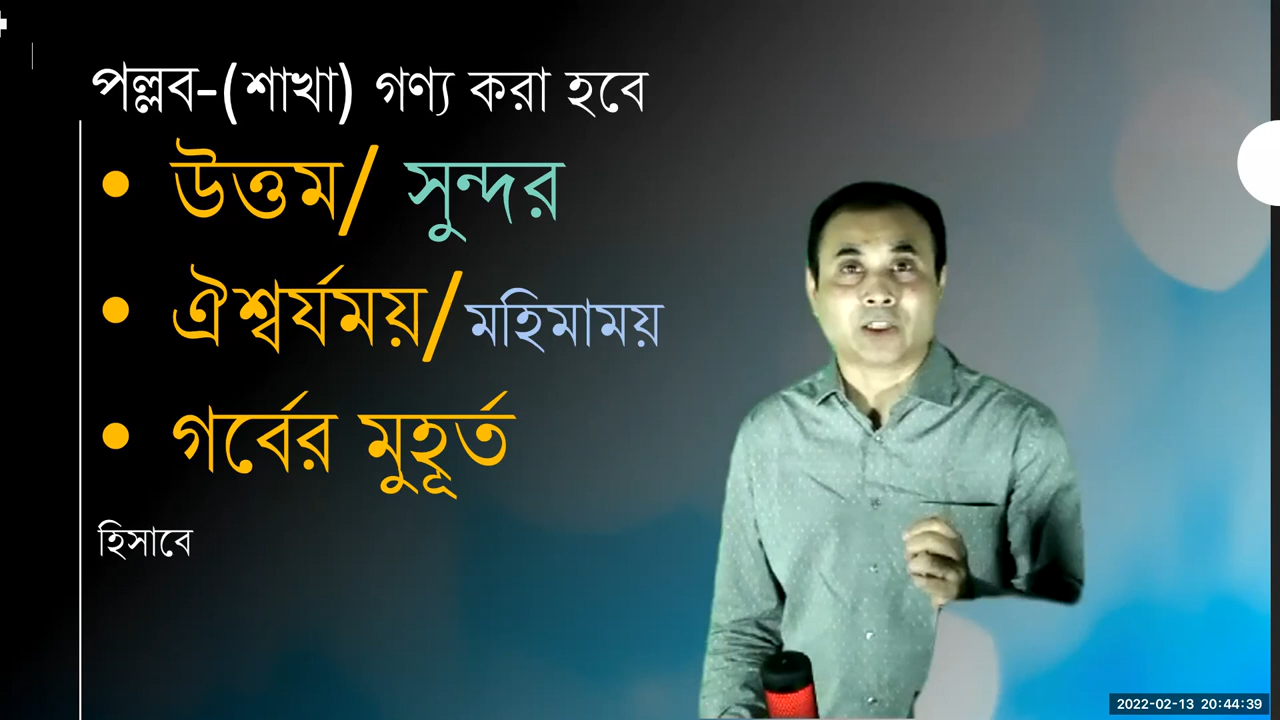 পল্লব-(শাখা) গণ্য করা হবে
• উত্তম/ সুন্দর
• ঐশ্বর্যময়/মহিমাময়
• গর্বের মুহূর্ত
হিসাবে
2022-02-13 20:44:39